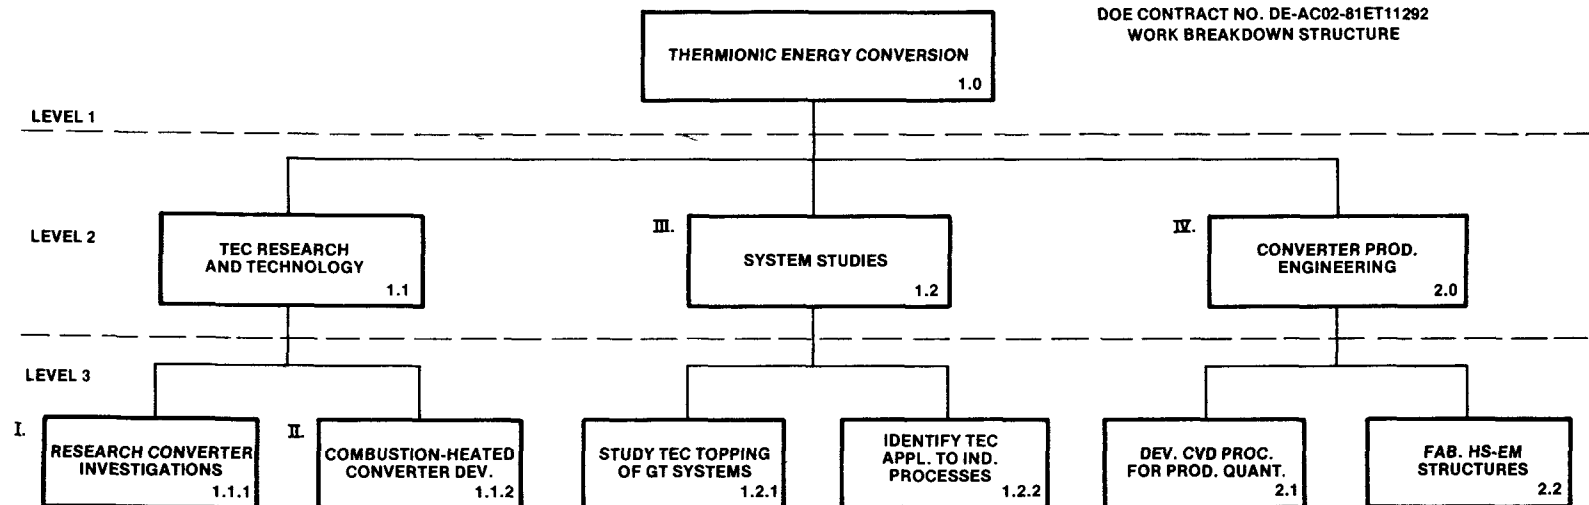 DOE CONTRACT NO. DE-AC02-81ET11292
WORK BREAKDOWN STRUCTURE
THERMIONIC ENERGY CONVERSION
1.0
LEVEL 1
LEVEL 2
TEC RESEARCH
AND TECHNOLOGY
1.1
III.
SYSTEM STUDIES
1.2
IV.
CONVERTER PROD.
ENGINEERING
2.0
LEVEL 3
I.
RESEARCH CONVERTER
INVESTIGATIONS
1.1.1
II.
COMBUSTION-HEATED
CONVERTER DEV.
1.1.2
STUDY TEC TOPPING
OF GT SYSTEMS
1.2.1
IDENTIFY TEC
APPL. TO IND.
PROCESSES
1.2.2
DEV. CVD PROC.
FOR PROD. QUANT.
2.1
FAB. HS-EM
STRUCTURES
2.2